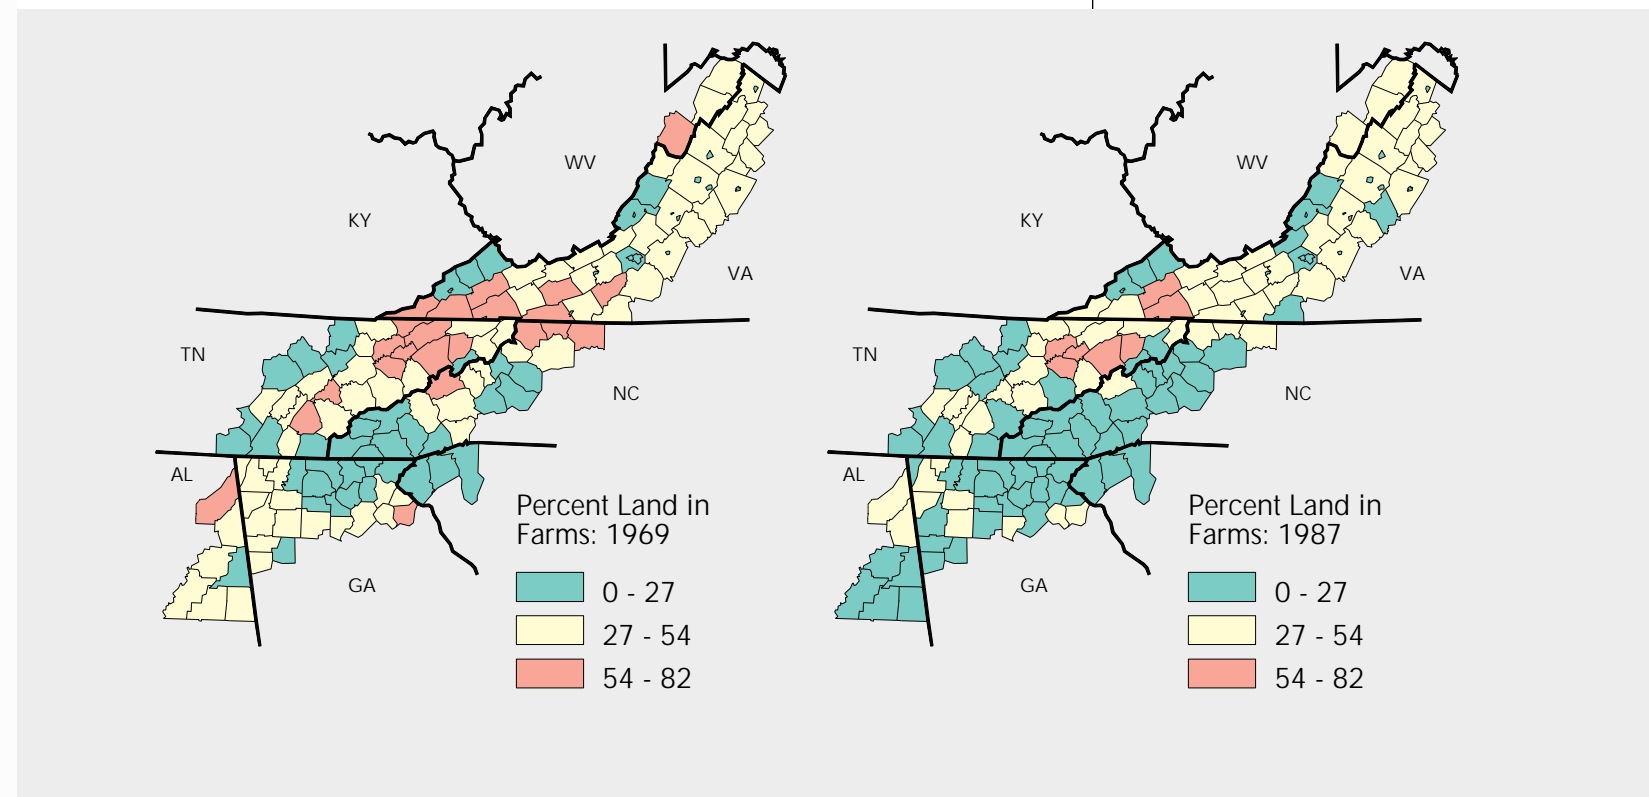 WV
KY
VA
TN
NC
AL
Percent Land in
Farms: 1969
GA
0 - 27
27 - 54
54 - 82
WV
KY
VA
TN
NC
AL
Percent Land in
Farms: 1987
GA
0 - 27
27 - 54
54 - 82